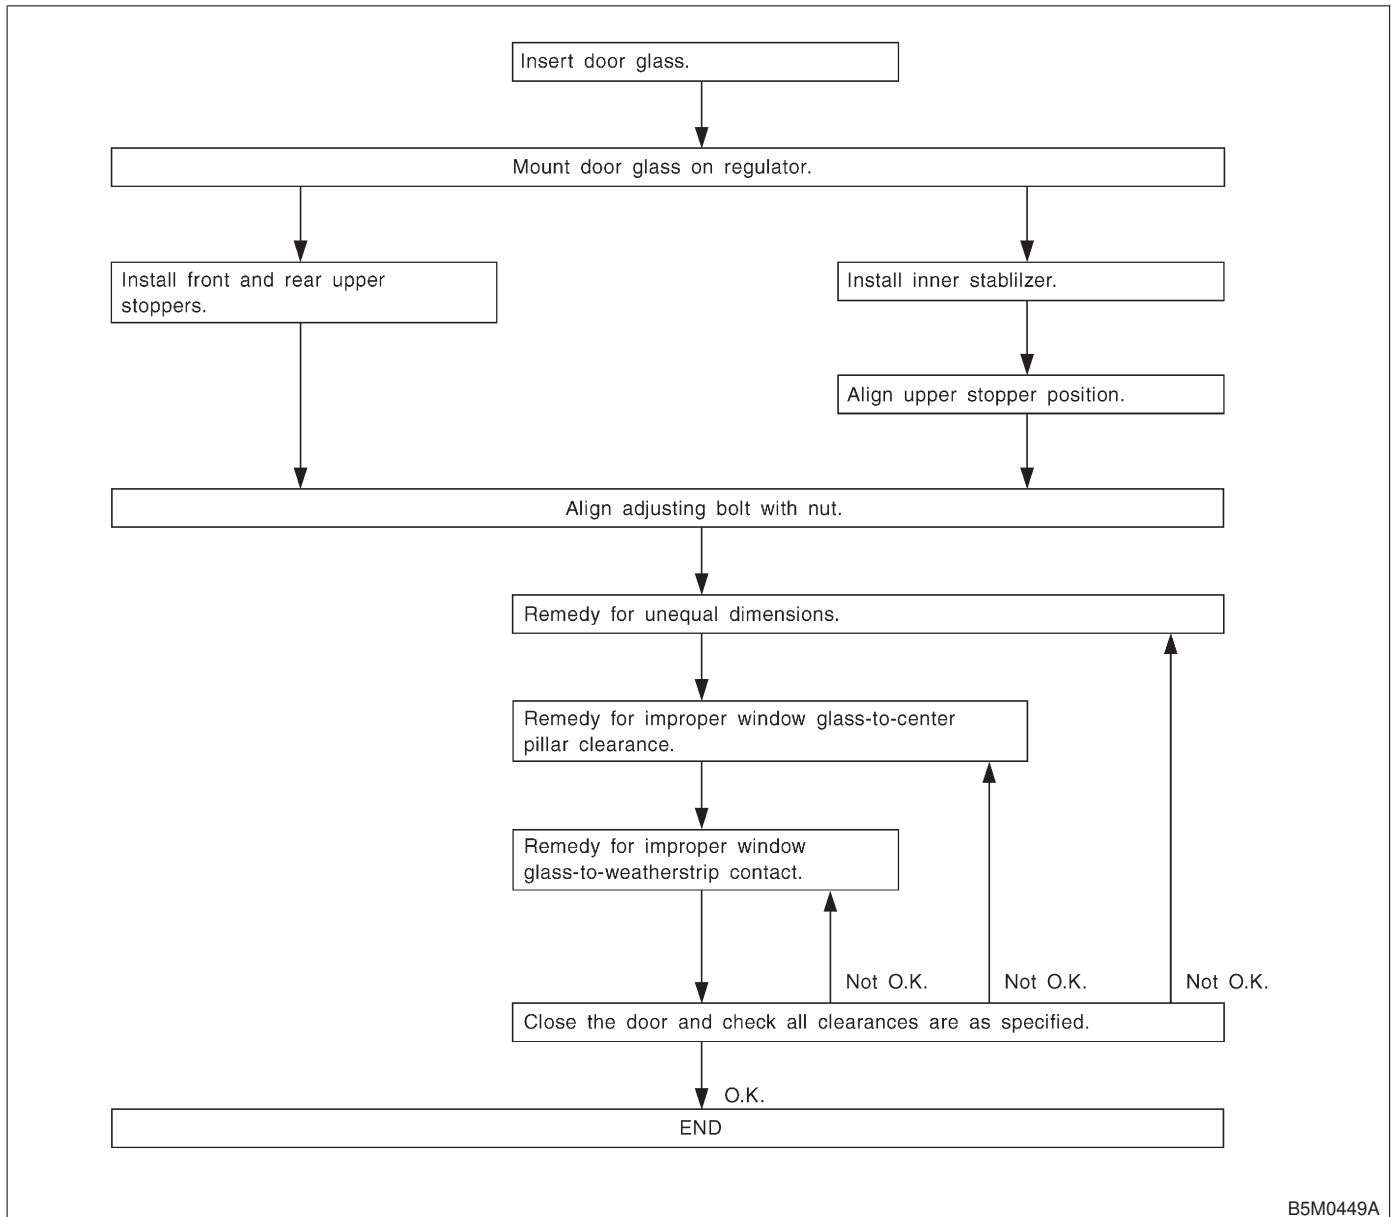 Insert door glass.
Mount door glass on regulator.
Install front and rear upper
stoppers.
Install inner stablilzer.
Align upper stopper position.
Align adjusting bolt with nut.
Remedy for unequal dimensions.
Remedy for improper window glass-to-center
pillar clearance.
Remedy for improper window
glass-to-weatherstrip contact.
Not O.K.
Not O.K.
Not O.K.
Close the door and check all clearances are as specified.
O.K.
END
B5M0449A